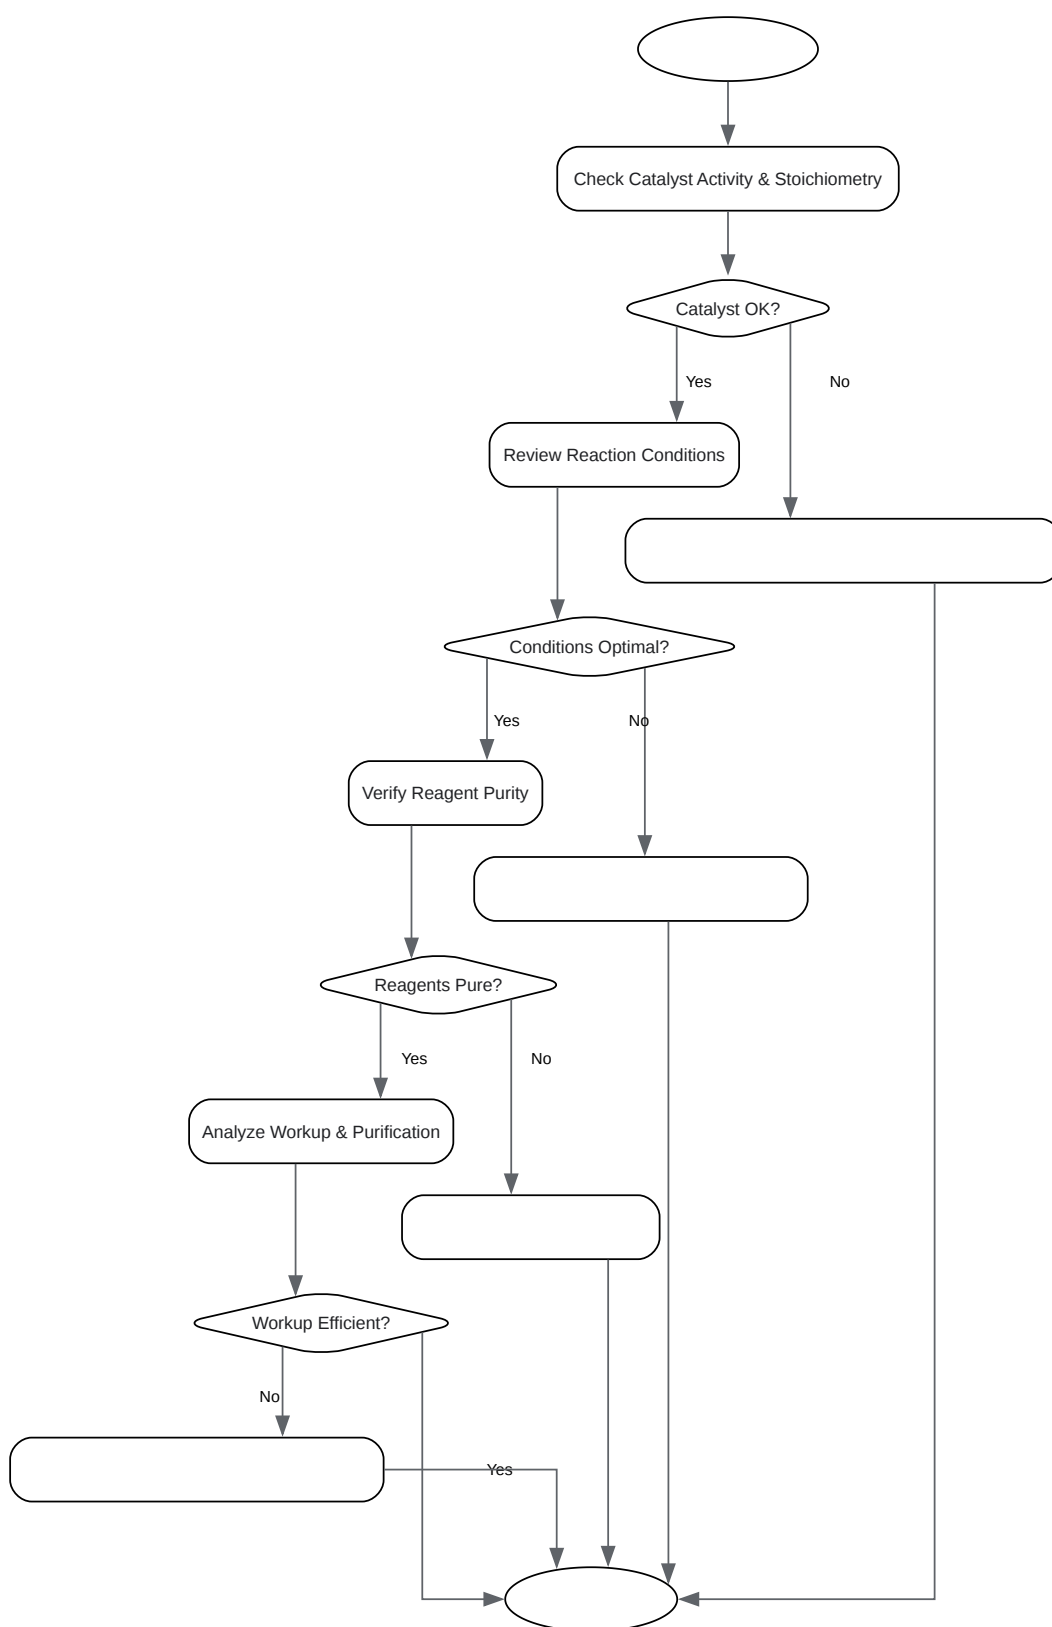 Check Catalyst Activity & Stoichiometry
Catalyst OK?
Yes
No
Review Reaction Conditions
Conditions Optimal?
Yes
No
Verify Reagent Purity
Reagents Pure?
Yes
No
Analyze Workup & Purification
Workup Efficient?
No
Yes